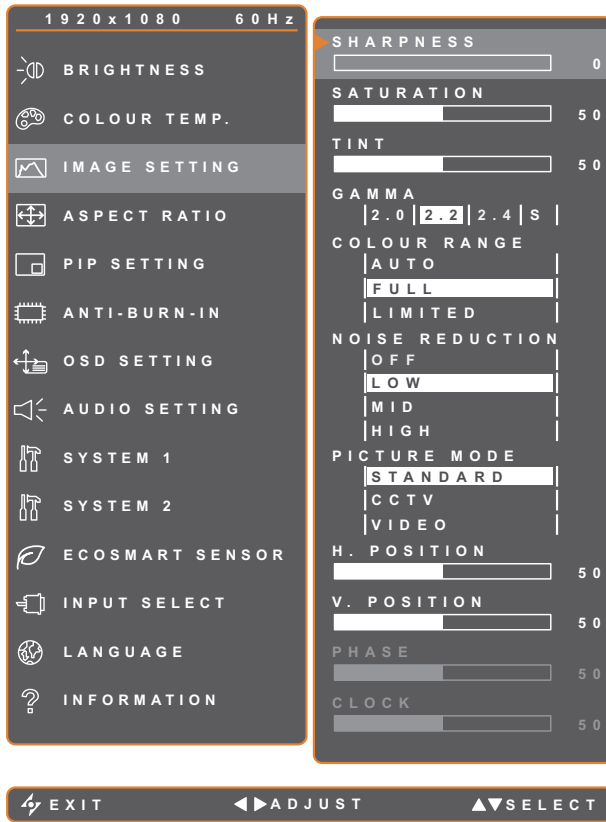 1920x1080 60Hz
BRIGHTNESS
COLOUR TEMP.
IMAGE SETTING
ASPECT RATIO
PIP SETTING
ANTI-BURN-IN
OSD SETTING
AUDIO SETTING
SYSTEM 1
SYSTEM 2
ECOSMART SENSOR
INPUT SELECT
LANGUAGE
INFORMATION
SHARPNESS
0
SATURATION
50
TINT
50
GAMMA
2.0 2.2 2.4 S
COLOUR RANGE
AUTO
FULL
LIMITED
NOISE REDUCTION
OFF
LOW
MID
HIGH
PICTURE MODE
STANDARD
CCTV
VIDEO
H. POSITION
50
V. POSITION
50
PHASE
50
CLOCK
50
EXIT ADJUST SELECT